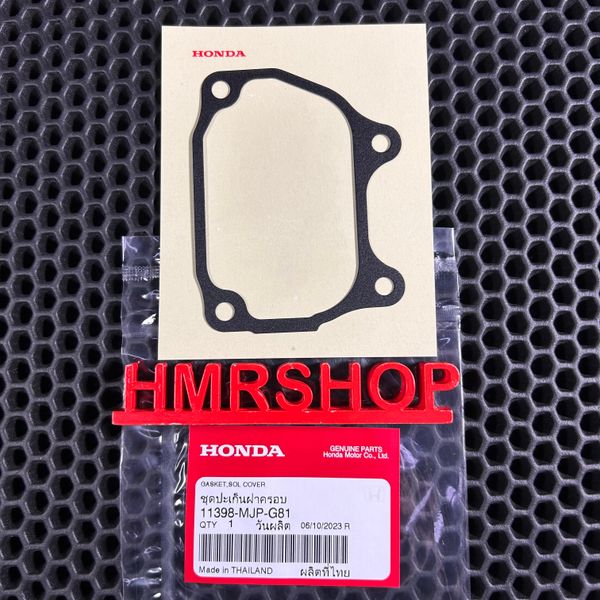 HONDA
HMRSHOP
HONDA
GENUINE PARTS
Honda Motor Co., Ltd.
GASKET,SOL COVER
ชุดปะเก็นฝาครอบ
11398-MJP-G81
QTY 1 วันผลิต 06/10/2023 R
Made in THAILAND ผลิตที่ไทย